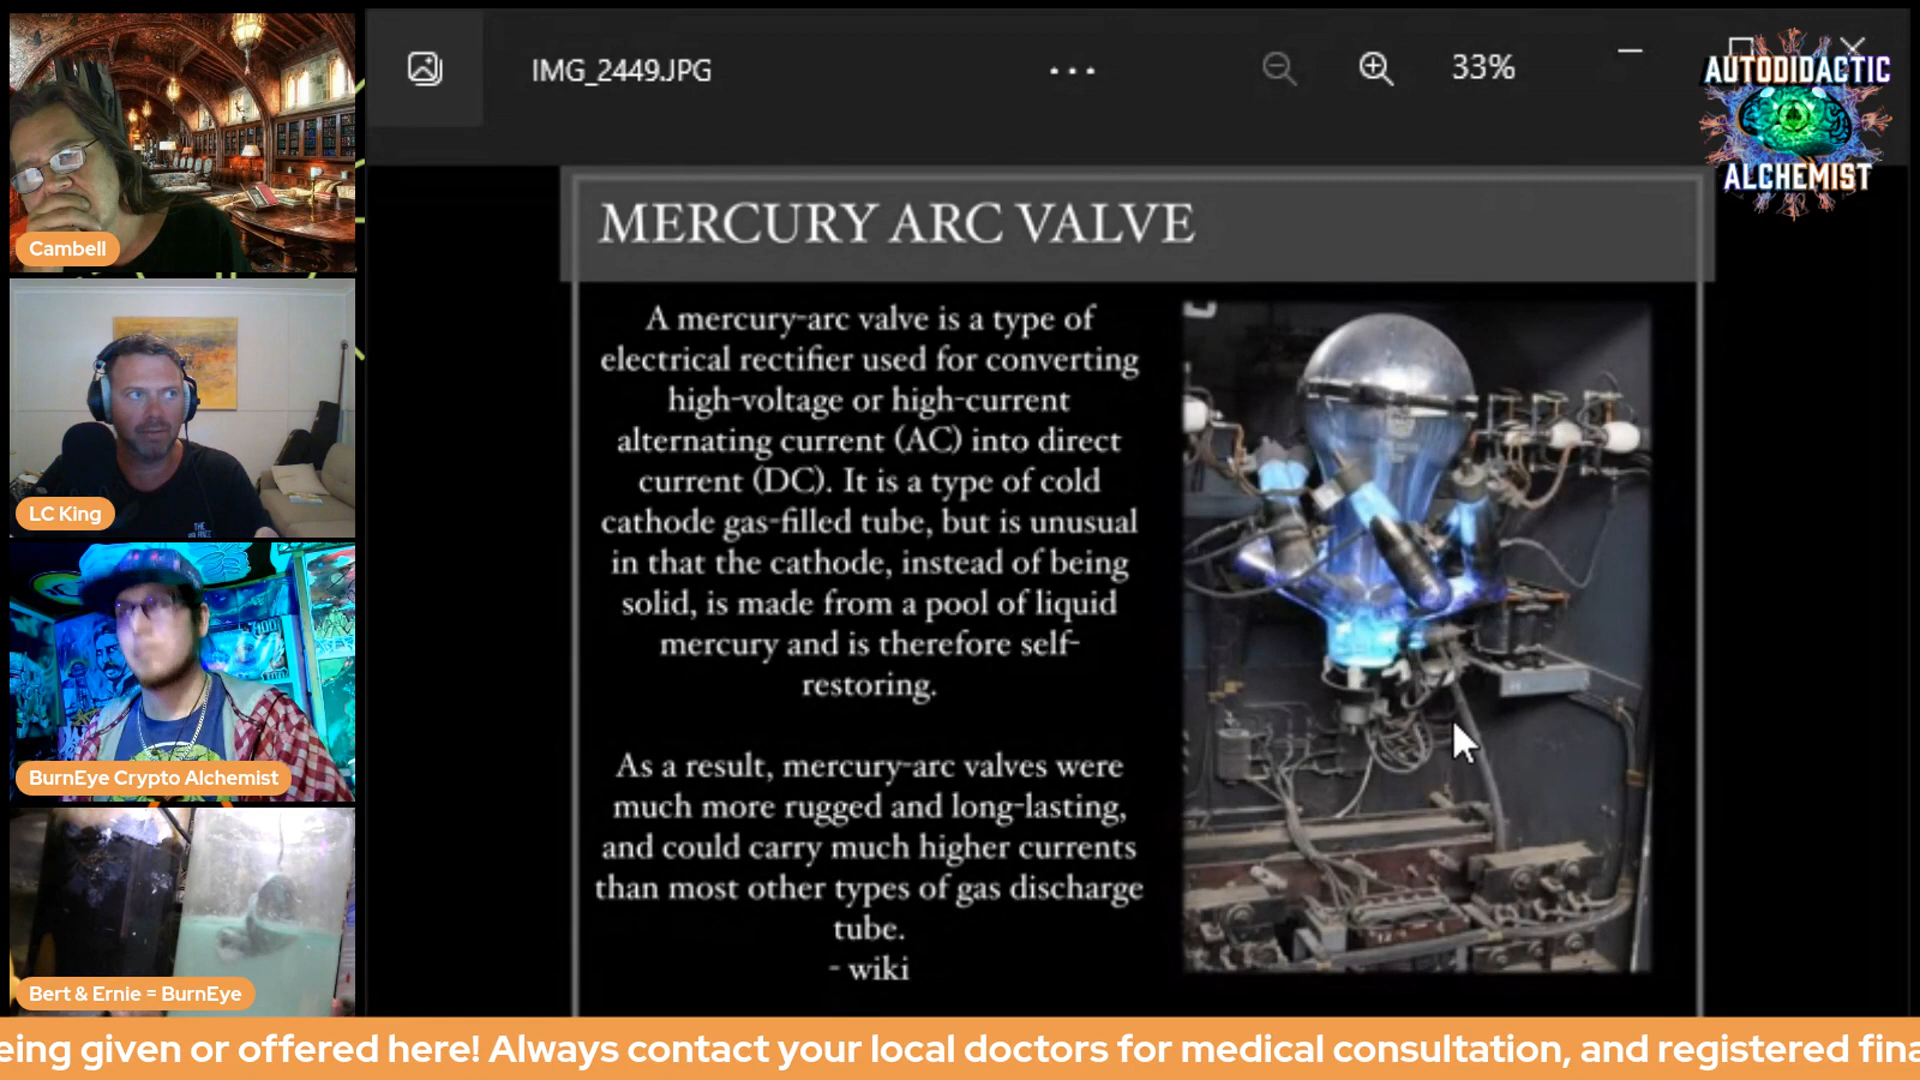 IMG_2449.JPG
33%
AUTODIDACTIC
ALCHEMIST
MERCURY ARC VALVE
A mercury-arc valve is a type of
electrical rectifier used for converting
high-voltage or high-current
alternating current (AC) into direct
current (DC). It is a type of cold
cathode gas-filled tube, but is unusual
in that the cathode, instead of being
solid, is made from a pool of liquid
mercury and is therefore self-
restoring.
As a result, mercury-arc valves were
much more rugged and long-lasting,
and could carry much higher currents
than most other types of gas discharge
tube.
- wiki
Cambell
LC King
BurnEye Crypto Alchemist
Bert & Ernie = BurnEye
eing given or offered here! Always contact your local doctors for medical consultation, and registered fina